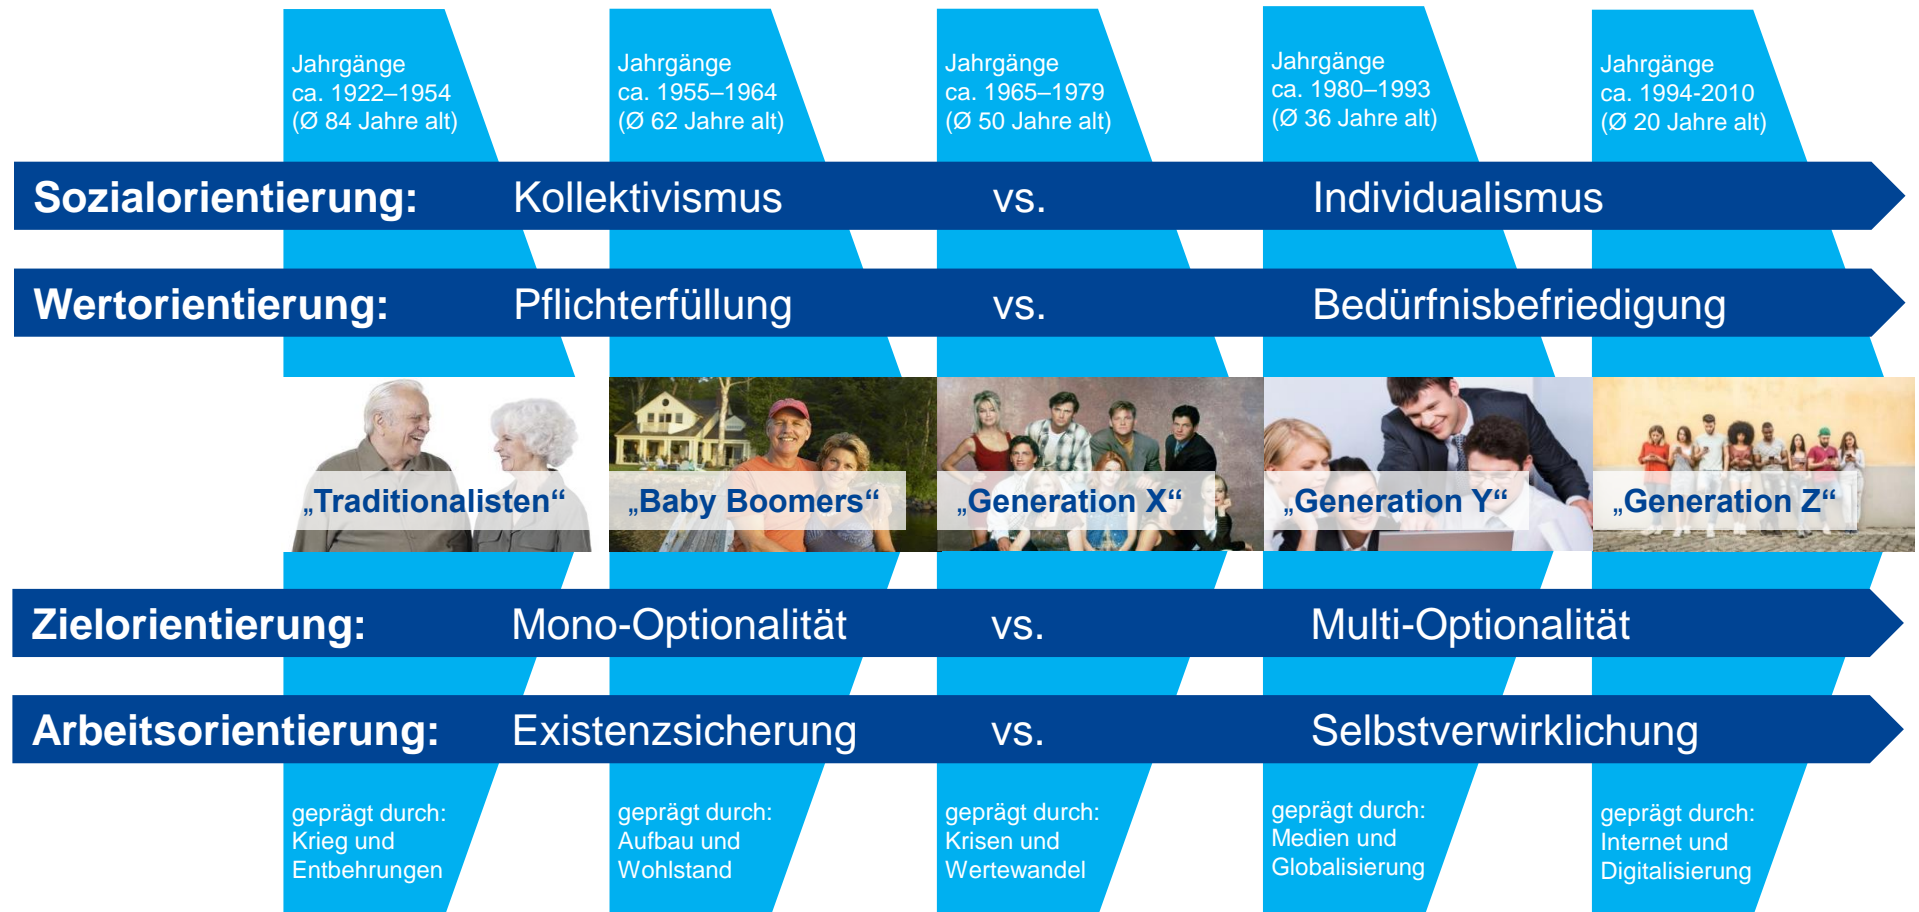 Jahrgänge
ca. 1922–1954
(Ø 84 Jahre alt)
Jahrgänge
ca. 1955–1964
(Ø 62 Jahre alt)
Jahrgänge
ca. 1965–1979
(Ø 50 Jahre alt)
Jahrgänge
ca. 1980–1993
(Ø 36 Jahre alt)
Jahrgänge
ca. 1994-2010
(Ø 20 Jahre alt)
Sozialorientierung: Kollektivismus vs. Individualismus
Wertorientierung: Pflichterfüllung vs. Bedürfnisbefriedigung
„Traditionalisten“ „Baby Boomers“ „Generation X“ „Generation Y“ „Generation Z“
Zielorientierung: Mono-Optionalität vs. Multi-Optionalität
Arbeitsorientierung: Existenzsicherung vs. Selbstverwirklichung
geprägt durch:
Krieg und
Entbehrungen
geprägt durch:
Aufbau und
Wohlstand
geprägt durch:
Krisen und
Wertewandel
geprägt durch:
Medien und
Globalisierung
geprägt durch:
Internet und
Digitalisierung